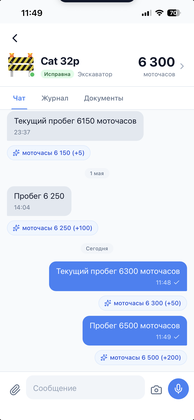 11:49
70
Cat 32p
Исправна Экскаватор
6 300
моточасы
Чат Журнал Документы
Текущий пробег 6150 моточасов
23:37
моточасы 6 150 (+5)
1 мая
Пробег 6 250
14:04
моточасы 6 250 (+100)
Сегодня
Текущий пробег 6300 моточасов
11:48
моточасы 6 300 (+50)
Пробег 6500 моточасов
11:49
моточасы 6 500 (+200)
Сообщение